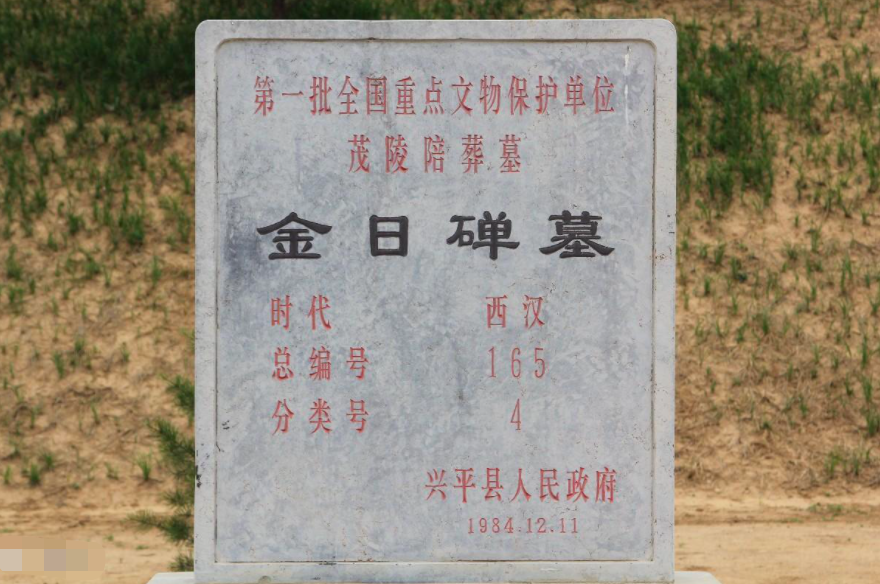 第一批全国重点文物保护单位
茂陵陪葬墓
金日磾墓
时代 西汉
总编号 165
分类号 4
兴平县人民政府
1984.12.11